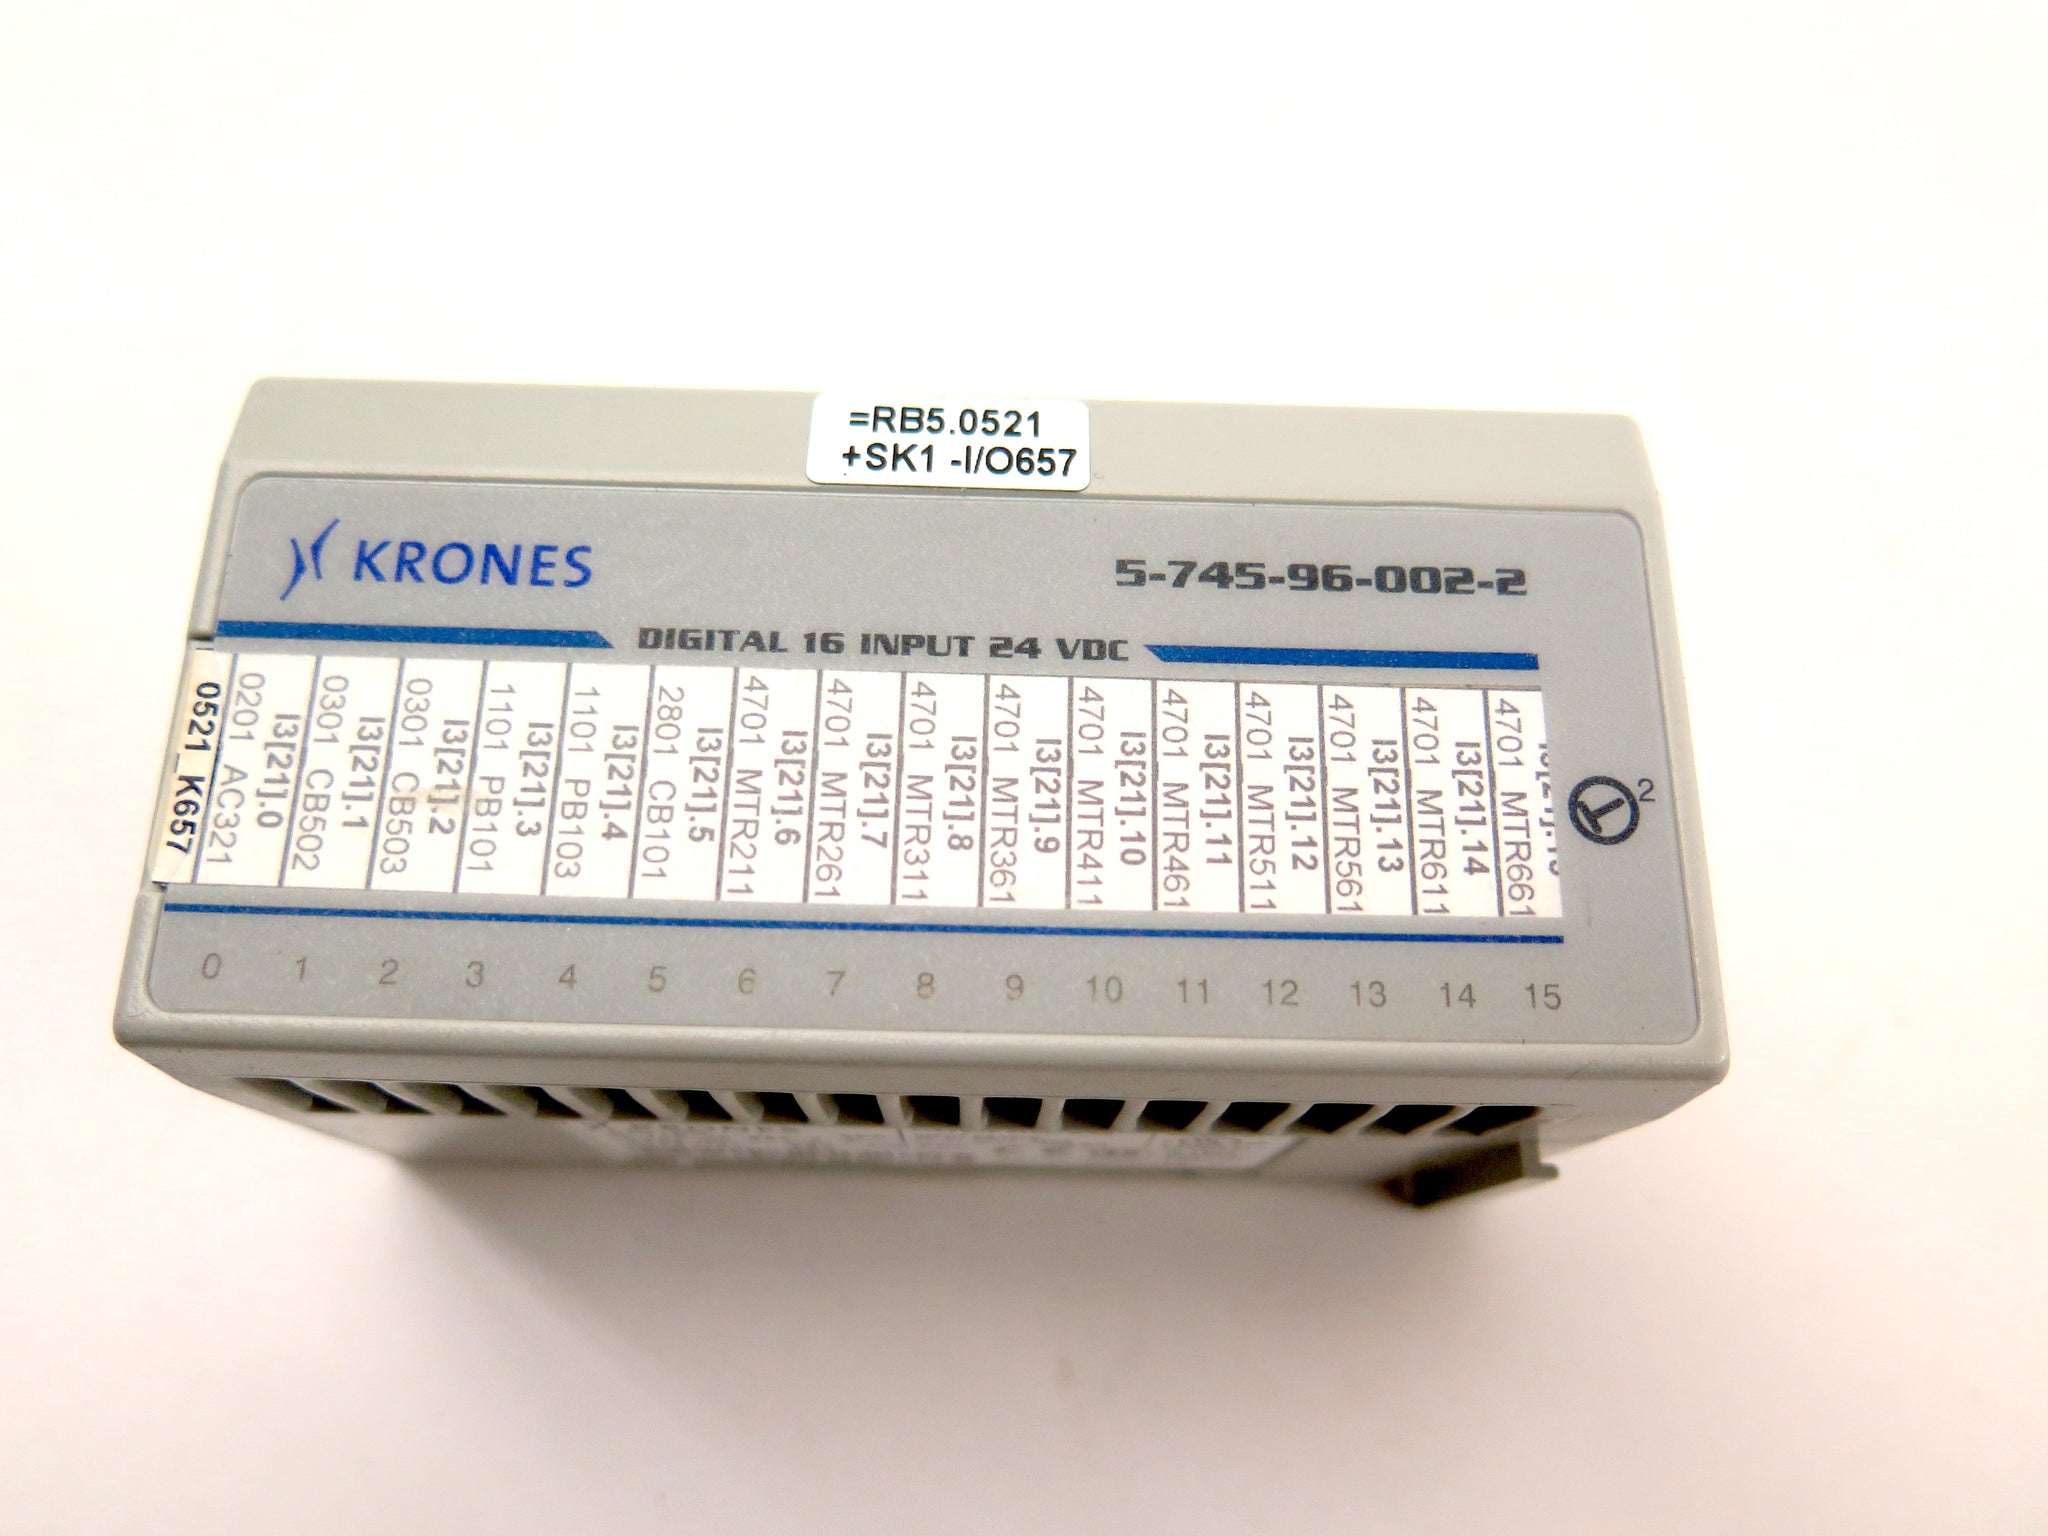 =RB5.0521
+SK1 -I/O657
KRONES
5-745-96-002-2
DIGITAL 16 INPUT 24 VDC
0521_K657
I3[21].0
0201 AC321
I3[21].1
0301 CB502
I3[21].2
0301 CB503
I3[21].3
1101 PB101
I3[21].4
1101 PB103
I3[21].5
2801 CB101
I3[21].6
4701 MTR211
I3[21].7
4701 MTR261
I3[21].8
4701 MTR311
I3[21].9
4701 MTR361
I3[21].10
4701 MTR411
I3[21].11
4701 MTR461
I3[21].12
4701 MTR511
I3[21].13
4701 MTR561
I3[21].14
4701 MTR611
4701 MTR661
2
0 1 2 3 4 5 6 7 8 9 10 11 12 13 14 15